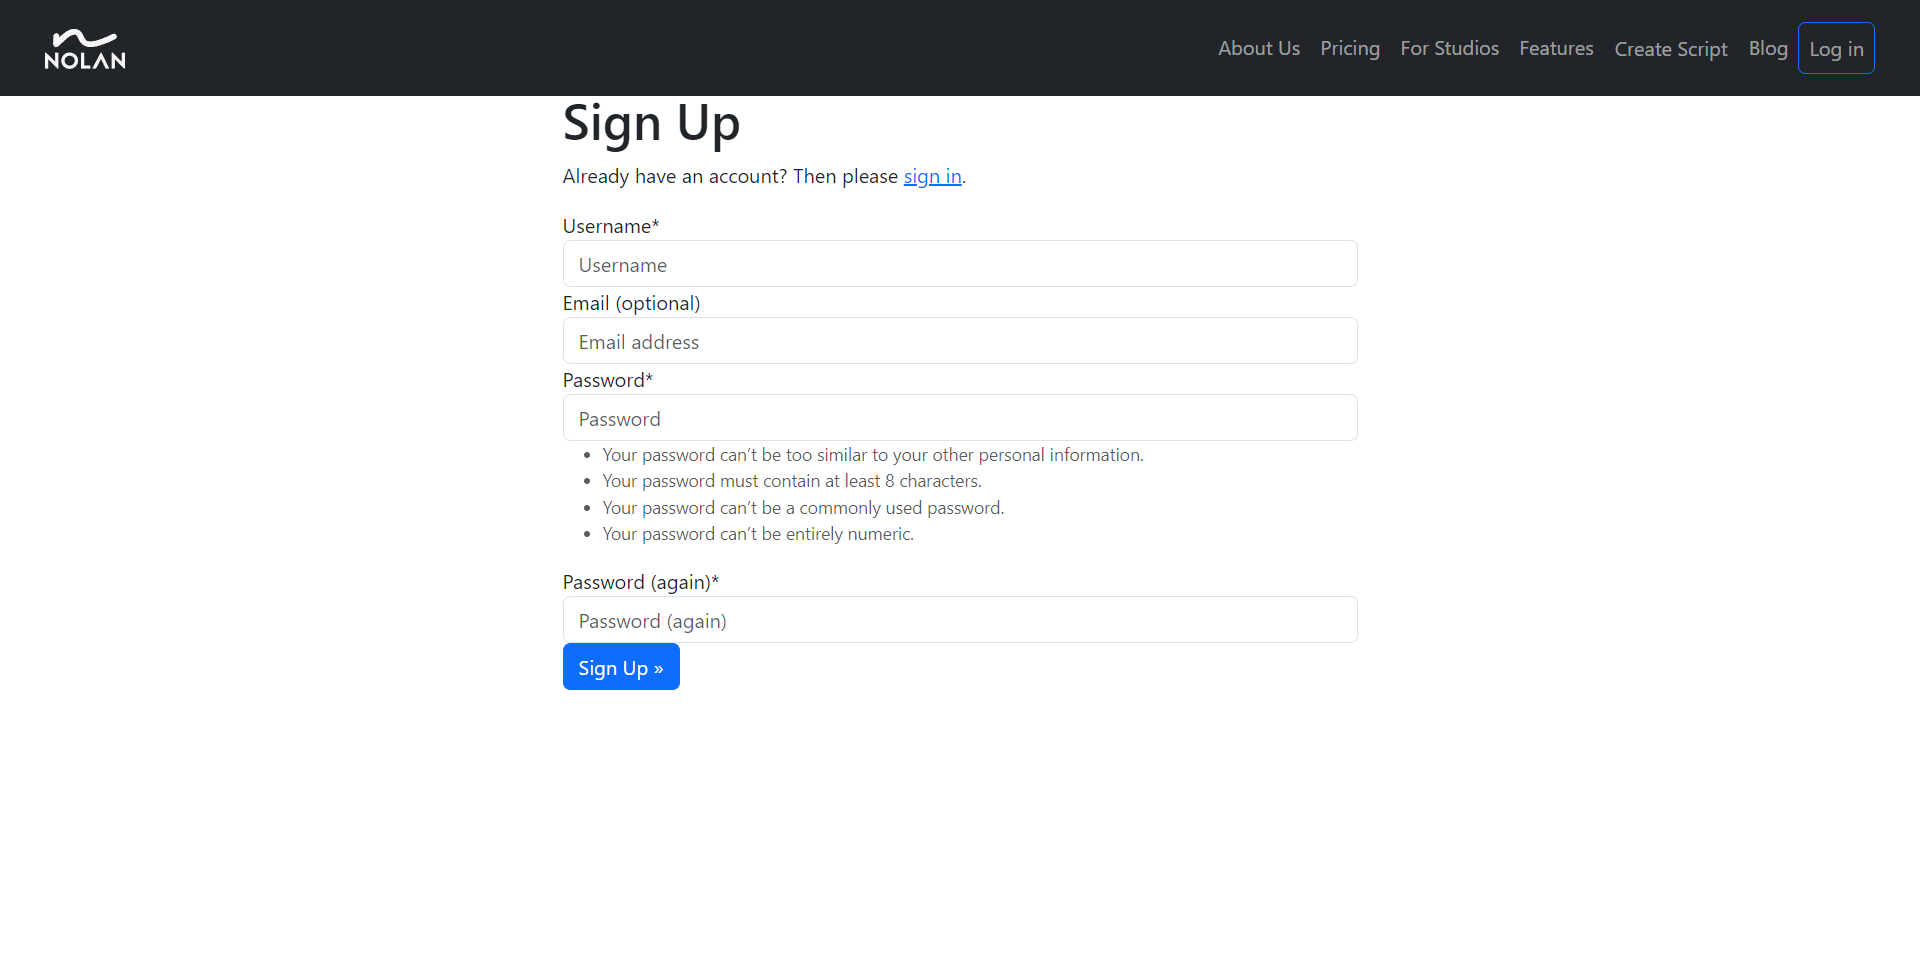 NOLAN
About Us Pricing For Studios Features Create Script Blog Log in
Sign Up
Already have an account? Then please sign in.
Username*
Username
Email (optional)
Email address
Password*
Password
• Your password can’t be too similar to your other personal information.
• Your password must contain at least 8 characters.
• Your password can’t be a commonly used password.
• Your password can’t be entirely numeric.
Password (again)*
Password (again)
Sign Up »